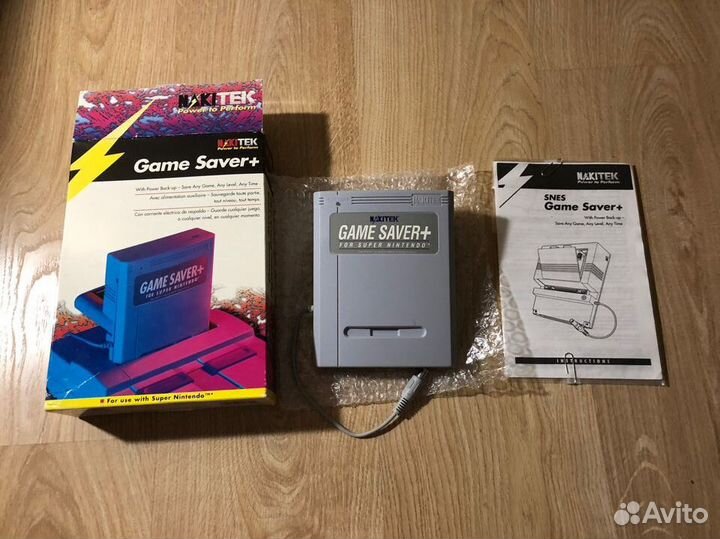 NAKITEK
Power to Perform
NAKITEK
Power to Perform
Game Saver+
With Power Back up – Save Any Game, Any Level, Any Time
Avec alimentation auxiliaire – Sauvegarde toute partie,
tout niveau, tout temps.
Con corriente eléctrica de respaldo – Guarde cualquier juego,
a cualquier nivel, en cualquier momento
GAME SAVER+
FOR SUPER NINTENDO™
For use with Super Nintendo™*
NAKITEK
NAKITEK
GAME SAVER+
FOR SUPER NINTENDO™
NAKITEK
Power to Perform
SNES
Game Saver+
With Power Back up –
Save Any Game, Any Level, Any Time
INSTRUCTIONS
Avito